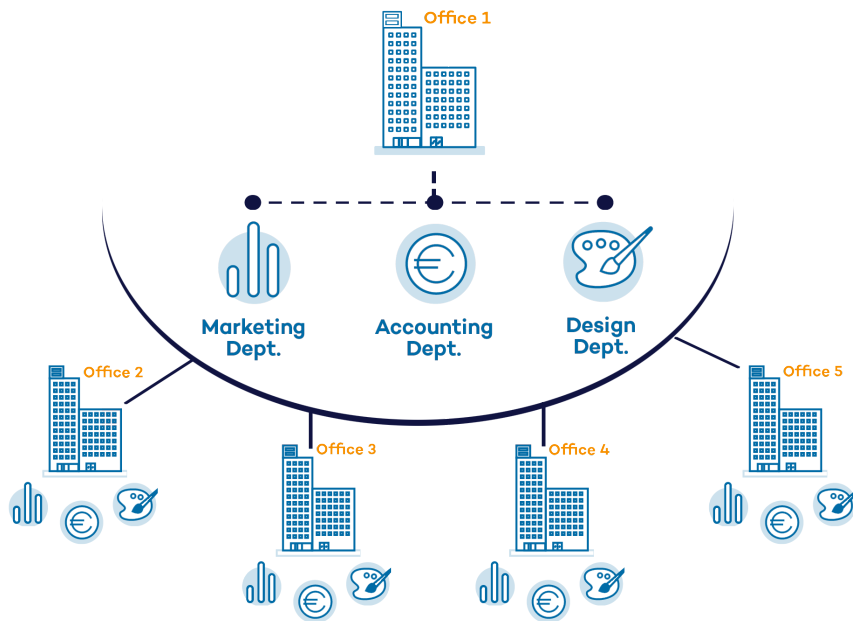 Office 1
Marketing
Dept.
Accounting
Dept.
Design
Dept.
Office 2
Office 3
Office 4
Office 5